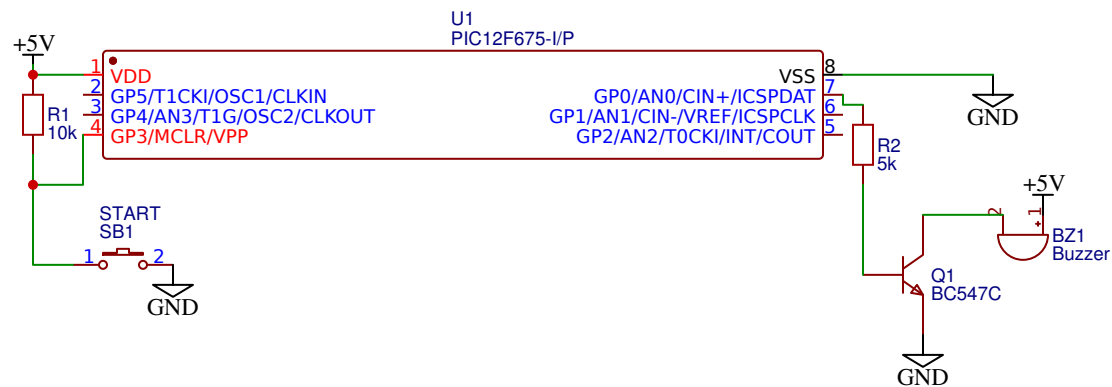 U1
PIC12F675-I/P
+5V
1
VDD
2
GP5/T1CKI/OSC1/CLKIN
3
GP4/AN3/T1G/OSC2/CLKOUT
4
GP3/MCLR/VPP
VSS
8
GP0/AN0/CIN+/ICSPDAT
7
GP1/AN1/CIN-/VREF/ICSPCLK
6
GP2/AN2/T0CKI/INT/COUT
5
R1
10k
GND
R2
5k
+5V
2
1
+
BZ1
Buzzer
START
SB1
1
2
GND
Q1
BC547C
GND